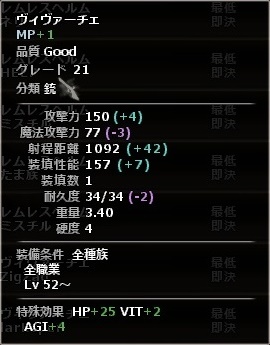 ヴィヴァーチェ
MP+1
品質 Good
グレード 21
分類 銃
攻撃力 150 (+4)
魔法攻撃力 77 (-3)
射程距離 1092 (+42)
装填性能 157 (+7)
装填数 1
耐久度 34/34 (-2)
重量 3.40
硬度 4
装備条件 全種族
全職業
Lv 52～
特殊効果 HP+25 VIT+2
AGI+4